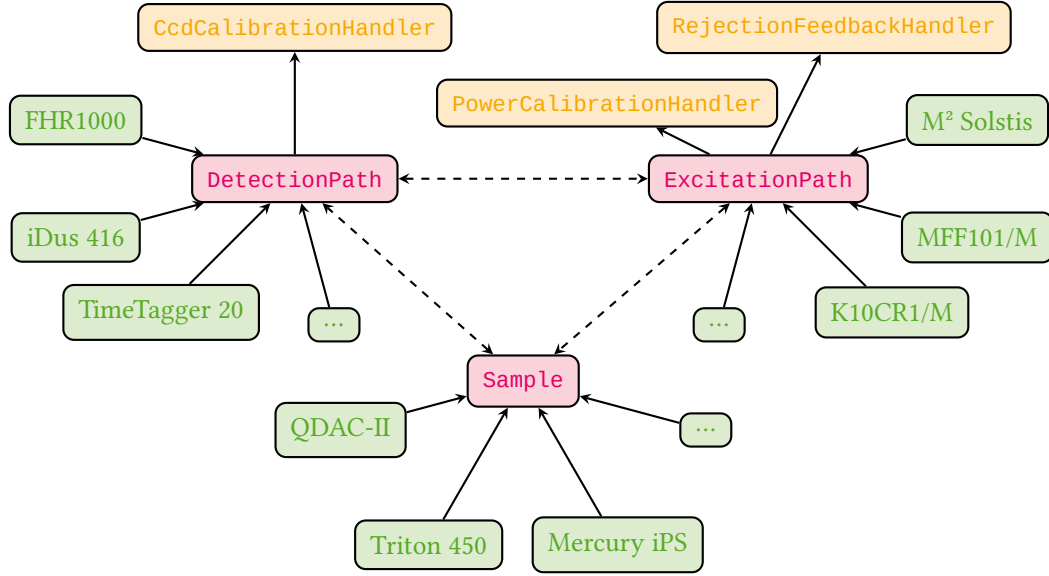 CcdCalibrationHandler
RejectionFeedbackHandler
PowerCalibrationHandler
FHR1000
M² Solstis
DetectionPath
ExcitationPath
iDus 416
MFF101/M
TimeTagger 20
...
...
K10CR1/M
Sample
QDAC-II
...
Triton 450
Mercury iPS